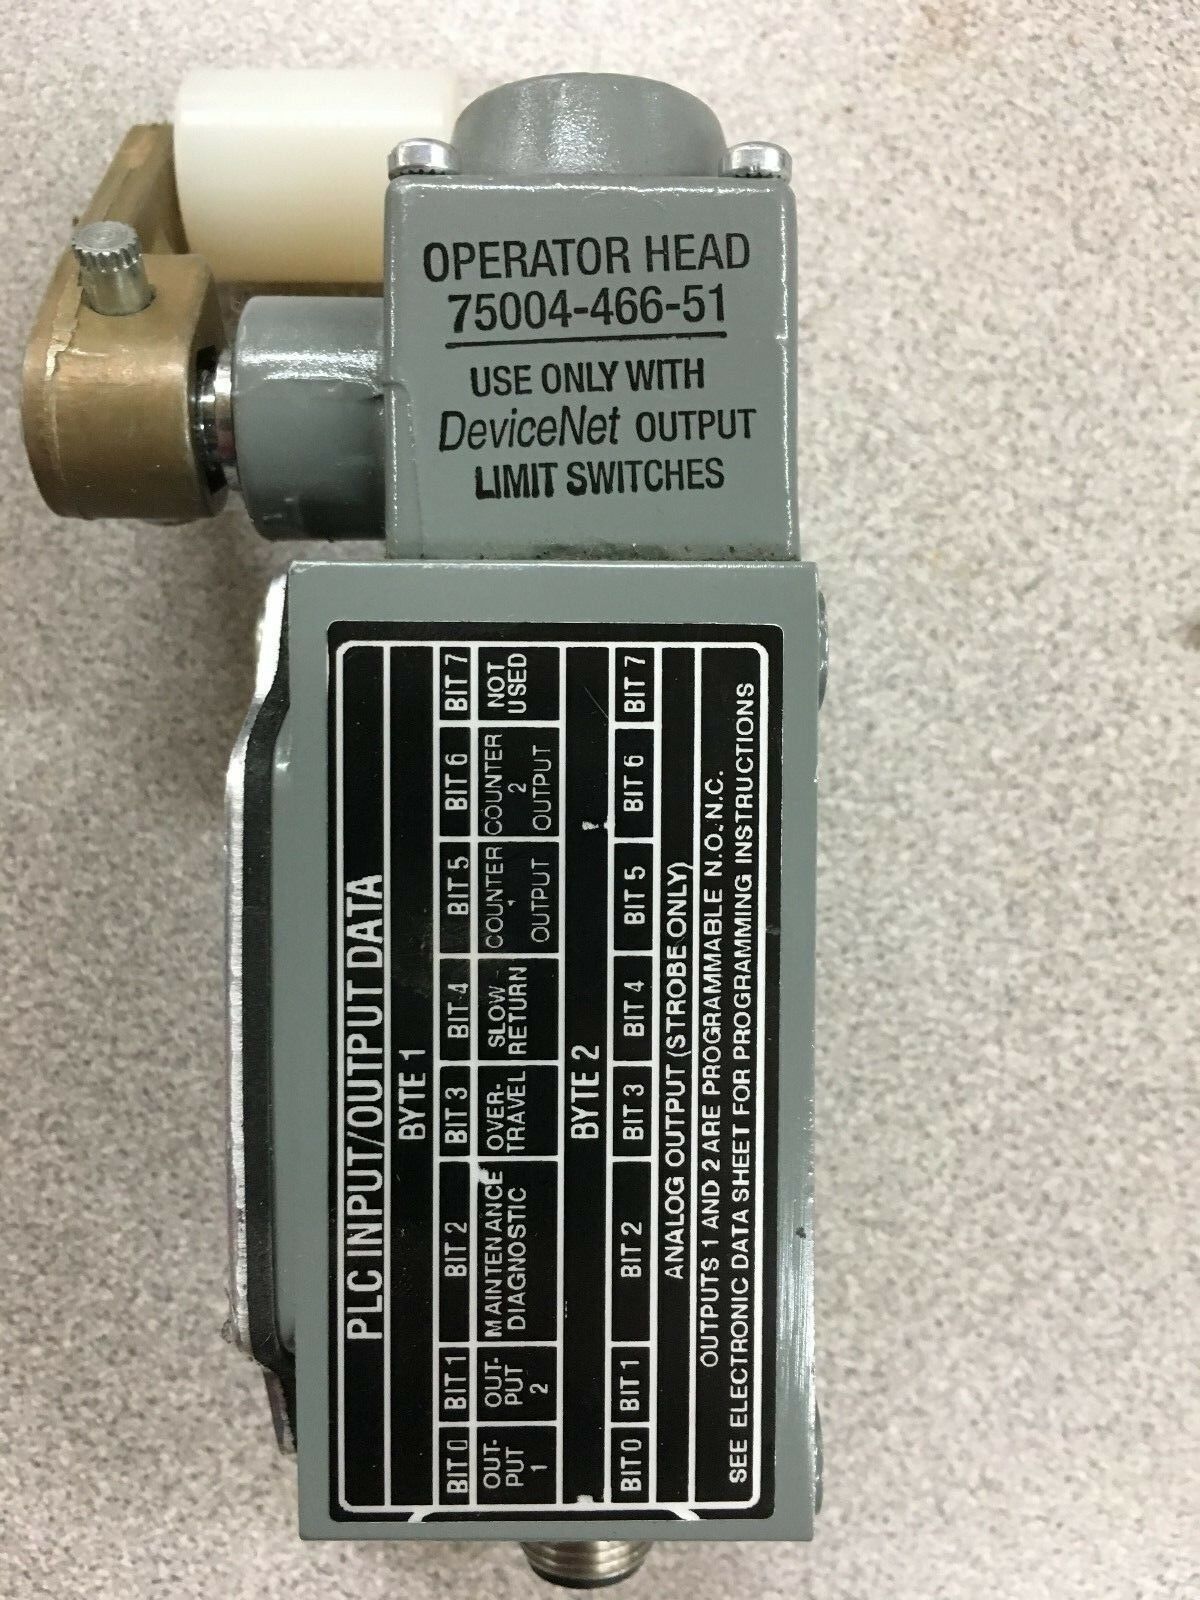 OPERATOR HEAD
75004-466-51
USE ONLY WITH
DeviceNet OUTPUT
LIMIT SWITCHES
PLC INPUT/OUTPUT DATA
BYTE 1
BIT 0 BIT 1 BIT 2 BIT 3 BIT 4 BIT 5 BIT 6 BIT 7
OUT- OUT- MAINTENANCE OVER- SLOW- COUNTER COUNTER NOT
PUT PUT DIAGNOSTIC TRAVEL RETURN 1 2 USED
1 2 OUTPUT OUTPUT
BYTE 2
BIT 0 BIT 1 BIT 2 BIT 3 BIT 4 BIT 5 BIT 6 BIT 7
ANALOG OUTPUT (STROBE ONLY)
OUTPUTS 1 AND 2 ARE PROGRAMMABLE N.O./N.C.
SEE ELECTRONIC DATA SHEET FOR PROGRAMMING INSTRUCTIONS